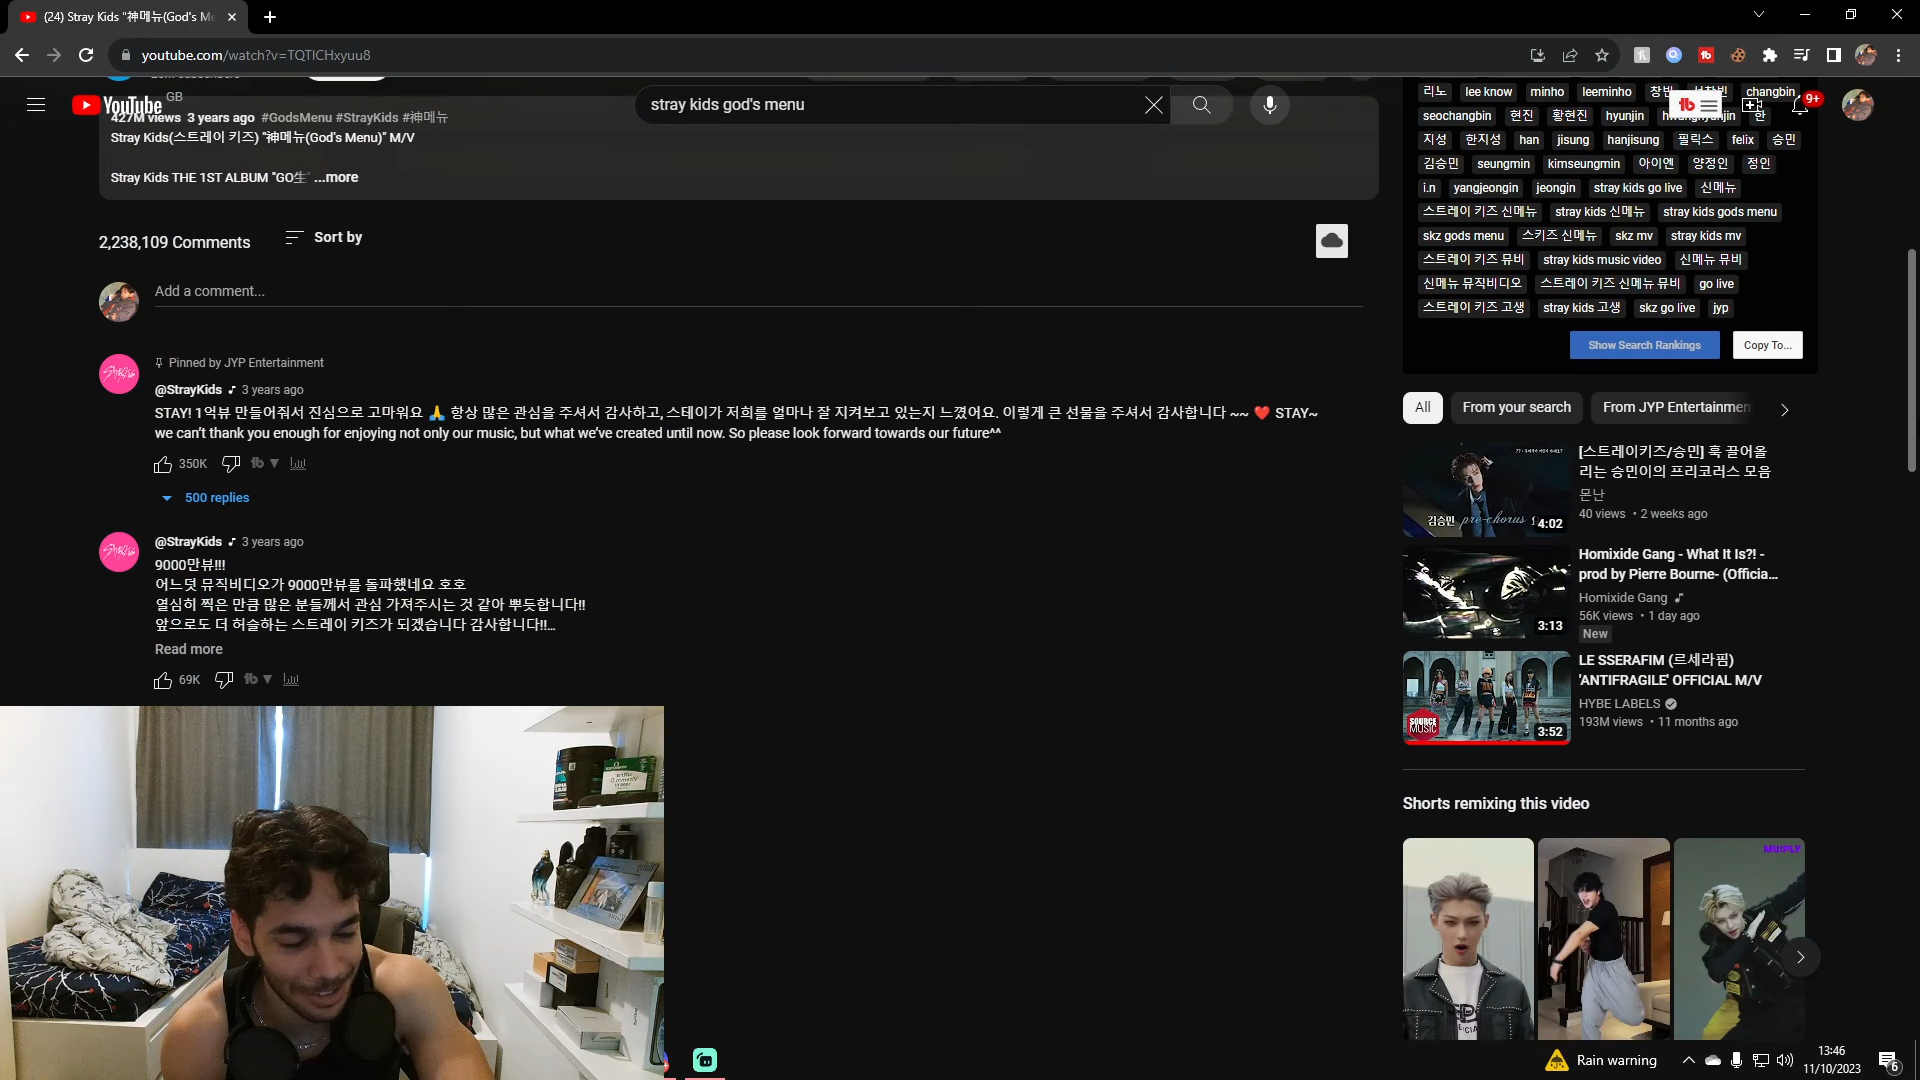 (24) Stray Kids "神메뉴(God's Me
youtube.com/watch?v=TQTlCHxyuu8
YouTube GB
stray kids god's menu
9+
427M views 3 years ago #GodsMenu #StrayKids #神메뉴
Stray Kids(스트레이 키즈) "神메뉴(God's Menu)" M/V
Stray Kids THE 1ST ALBUM "GO生" ...more
2,238,109 Comments
Sort by
Add a comment...
Pinned by JYP Entertainment
@StrayKids 3 years ago
STAY! 1억뷰 만들어줘서 진심으로 고마워요 🙏 항상 많은 관심을 주셔서 감사하고, 스테이가 저희를 얼마나 잘 지켜보고 있는지 느꼈어요. 이렇게 큰 선물을 주셔서 감사합니다 ~~ ❤️ STAY~
we can't thank you enough for enjoying not only our music, but what we've created until now. So please look forward towards our future^^
350K
500 replies
@StrayKids 3 years ago
9000만뷰!!!
어느덧 뮤직비디오가 9000만뷰를 돌파했네요 호호
열심히 찍은 만큼 많은 분들께서 관심 가져주시는 것 같아 뿌듯합니다!!
앞으로도 더 허슬하는 스트레이 키즈가 되겠습니다 감사합니다!!...
Read more
69K
리노 lee know minho leeminho changbin
seochangbin 현진 황현진 hyunjin hwanghyunjin 한
지성 한지성 han jisung hanjisung 필릭스 felix 승민
김승민 seungmin kimseungmin 아이엔 양정인 정인
i.n yangjeongin jeongin stray kids go live 신메뉴
스트레이 키즈 신메뉴 stray kids 신메뉴 stray kids gods menu
skz gods menu 스키즈 신메뉴 skz mv stray kids mv
스트레이 키즈 뮤비 stray kids music video 신메뉴 뮤비
신메뉴 뮤직비디오 스트레이 키즈 신메뉴 뮤비 go live
스트레이 키즈 고생 stray kids 고생 skz go live jyp
Show Search Rankings
Copy To...
All
From your search
From JYP Entertainmen
김승민 pre-chorus
4:02
[스트레이키즈/승민] 훅 끌어올
리는 승민이의 프리코러스 모음
몬난
40 views • 2 weeks ago
3:13
Homixide Gang - What It Is?! -
prod by Pierre Bourne- (Officia...
Homixide Gang
56K views • 1 day ago
New
SOURCE
MUSIC
3:52
LE SSERAFIM (르세라핌)
'ANTIFRAGILE' OFFICIAL M/V
HYBE LABELS
193M views • 11 months ago
Shorts remixing this video
Rain warning
13:46
11/10/2023
6